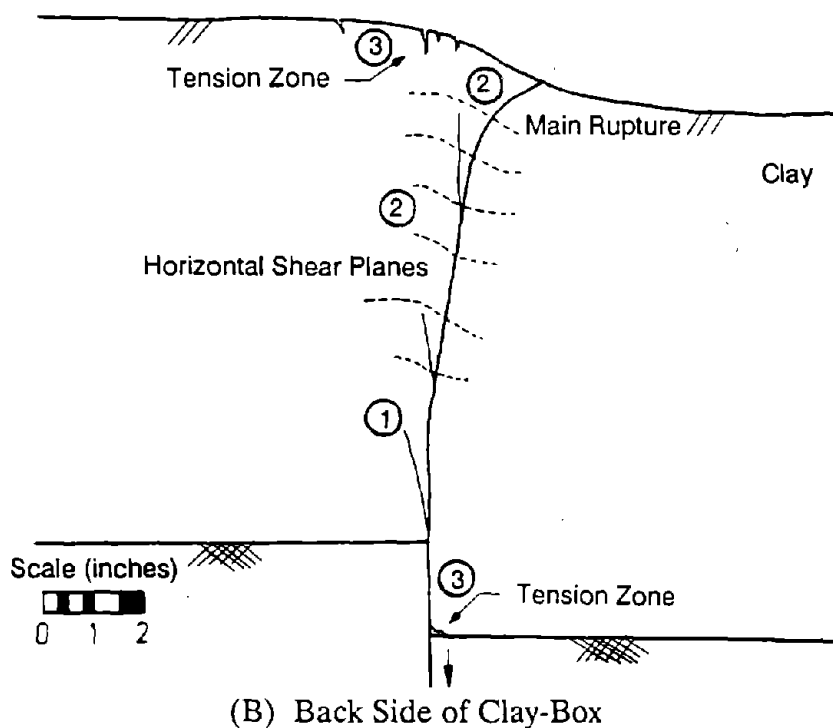 ③
Tension Zone
②
Main Rupture
Clay
②
Horizontal Shear Planes
①
Scale (inches)
0 1 2
③
Tension Zone
(B) Back Side of Clay-Box